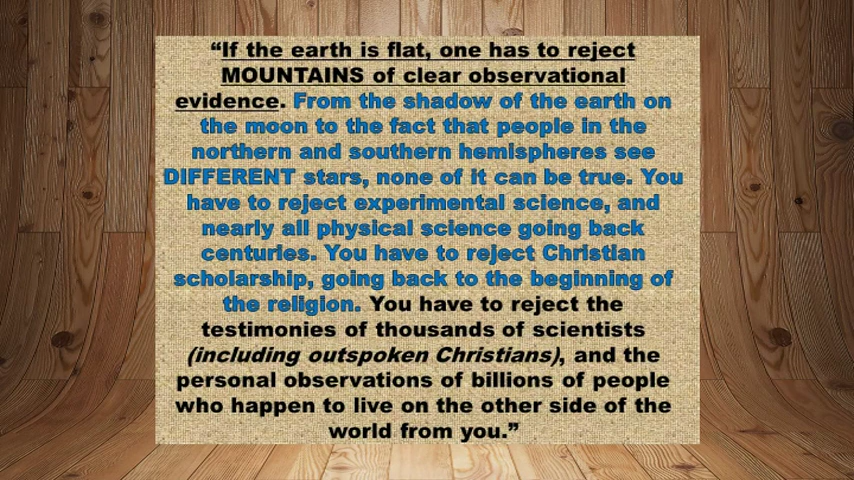 “If the earth is flat, one has to reject
MOUNTAINS of clear observational
evidence. From the shadow of the earth on
the moon to the fact that people in the
northern and southern hemispheres see
DIFFERENT stars, none of it can be true. You
have to reject experimental science, and
nearly all physical science going back
centuries. You have to reject Christian
scholarship, going back to the beginning of
the religion. You have to reject the
testimonies of thousands of scientists
(including outspoken Christians), and the
personal observations of billions of people
who happen to live on the other side of the
world from you.”